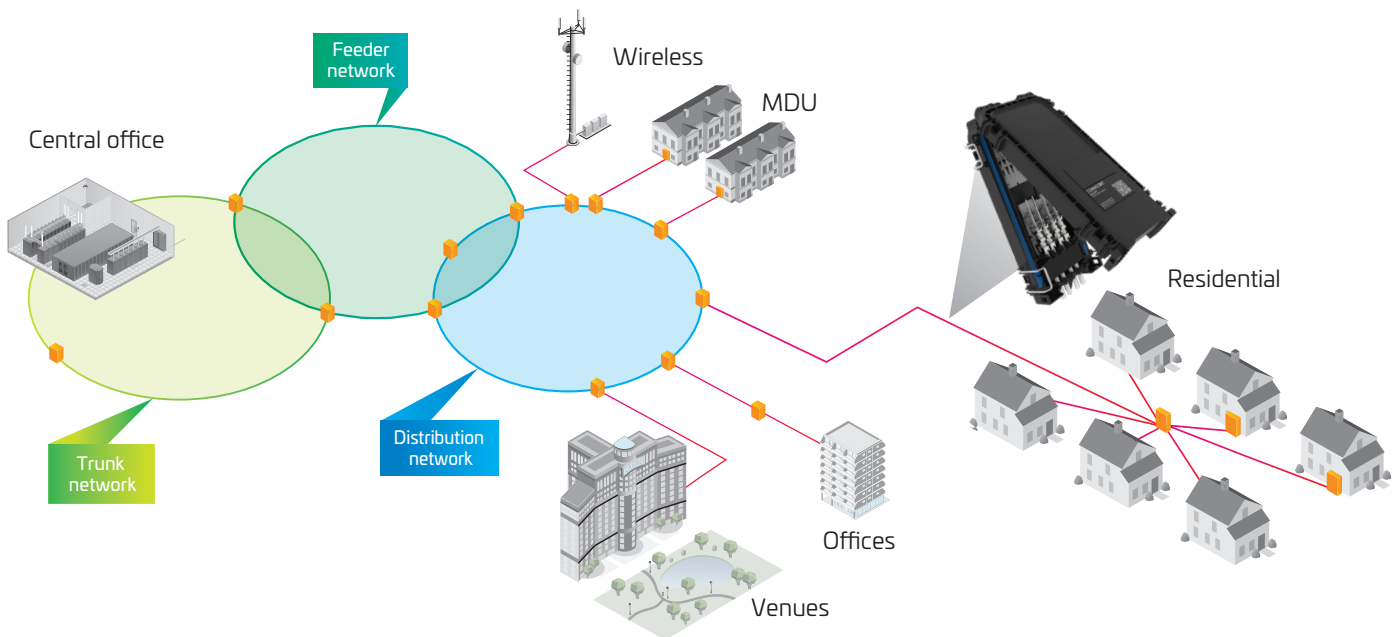 Feeder
network
Wireless
MDU
Central office
Residential
Distribution
network
Trunk
network
Offices
Venues